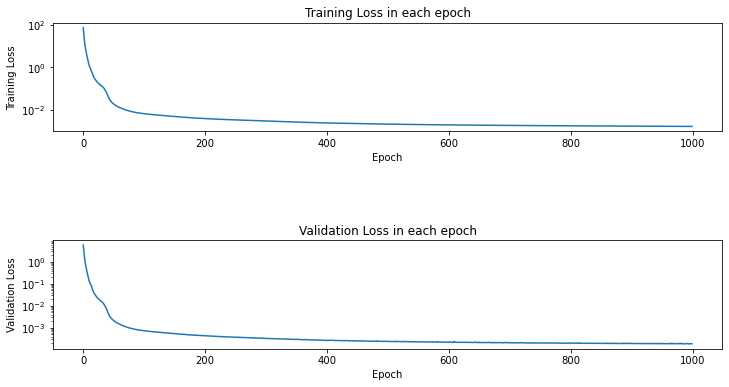 Training Loss in each epoch
10²
10⁰
10⁻²
Training Loss
0 200 400 600 800 1000
Epoch
Validation Loss in each epoch
10⁰
10⁻¹
10⁻²
10⁻³
Validation Loss
0 200 400 600 800 1000
Epoch